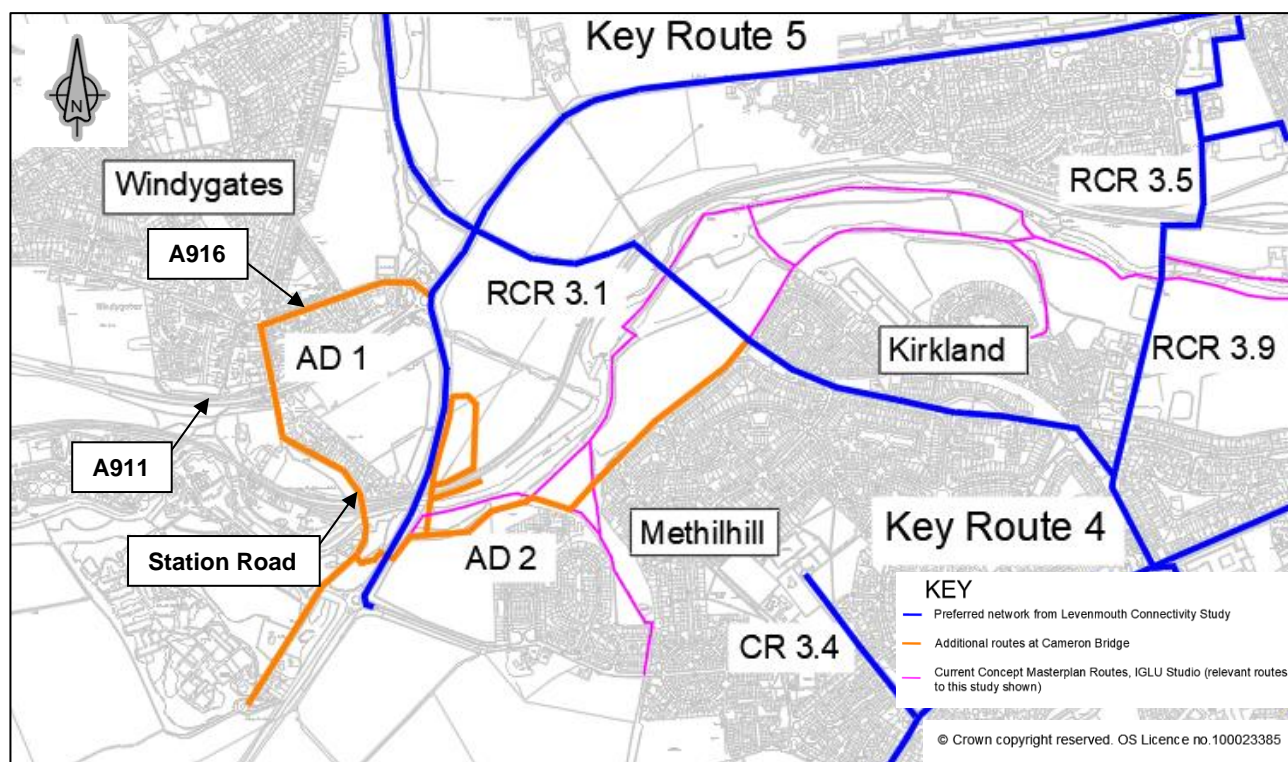 Key Route 5
N
Windygates
RCR 3.5
A916
RCR 3.1
Windygates
AD 1
Kirkland
RCR 3.9
A911
Key Route 4
Methilhill
Station Road
AD 2
KEY
Preferred network from Levenmouth Connectivity Study
Additional routes at Cameron Bridge
CR 3.4
Current Concept Masterplan Routes, IGLU Studio (relevant routes
to this study shown)
© Crown copyright reserved. OS Licence no.100023385